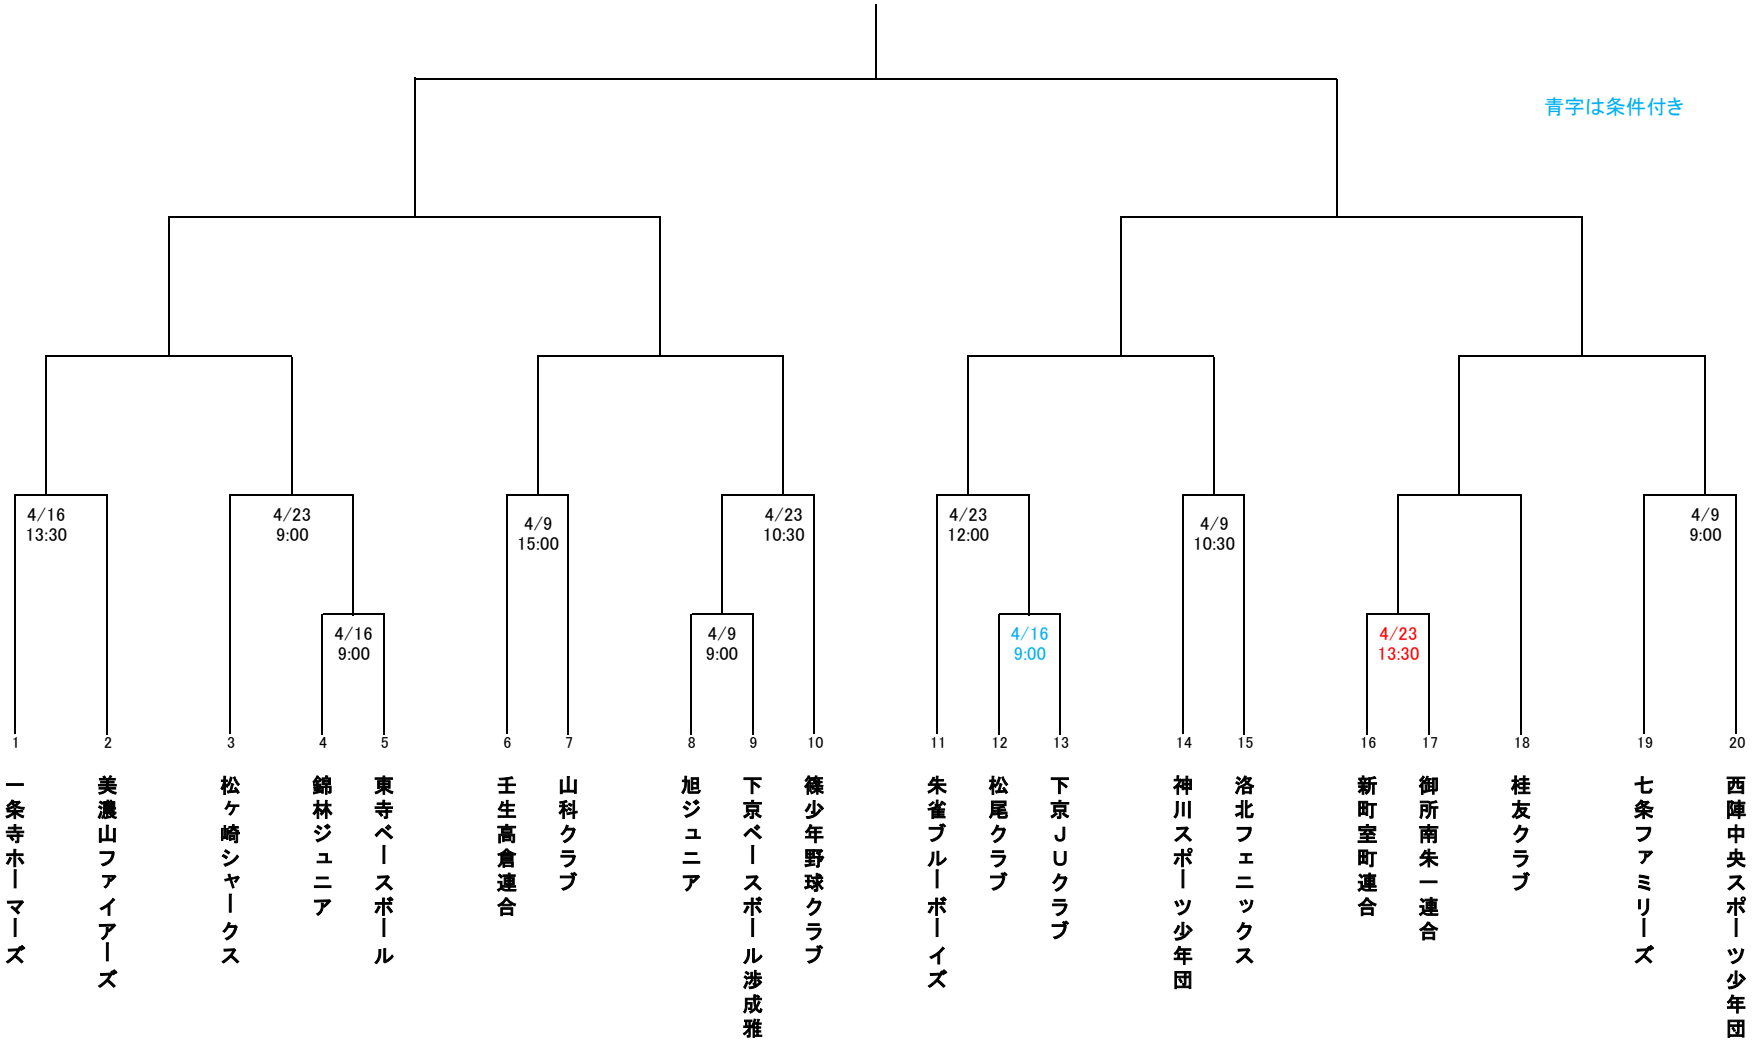 青字は条件付き
4/16
13:30
4/23
9:00
4/9
15:00
4/23
10:30
4/23
12:00
4/9
10:30
4/9
9:00
4/16
9:00
4/9
9:00
4/16
9:00
4/23
13:30
1
2
3
4
5
6
7
8
9
10
11
12
13
14
15
16
17
18
19
20
一条寺ホーマーズ
美濃山ファイアーズ
松ヶ崎シャークス
錦林ジュニア
東寺ベースボール
壬生高倉連合
山科クラブ
旭ジュニア
下京ベースボール渉成雅
篠少年野球クラブ
朱雀ブルーボーイズ
松尾クラブ
下京JUクラブ
神川スポーツ少年団
洛北フェニックス
新町室町連合
御所南朱一連合
桂友クラブ
七条ファミリーズ
西陣中央スポーツ少年団